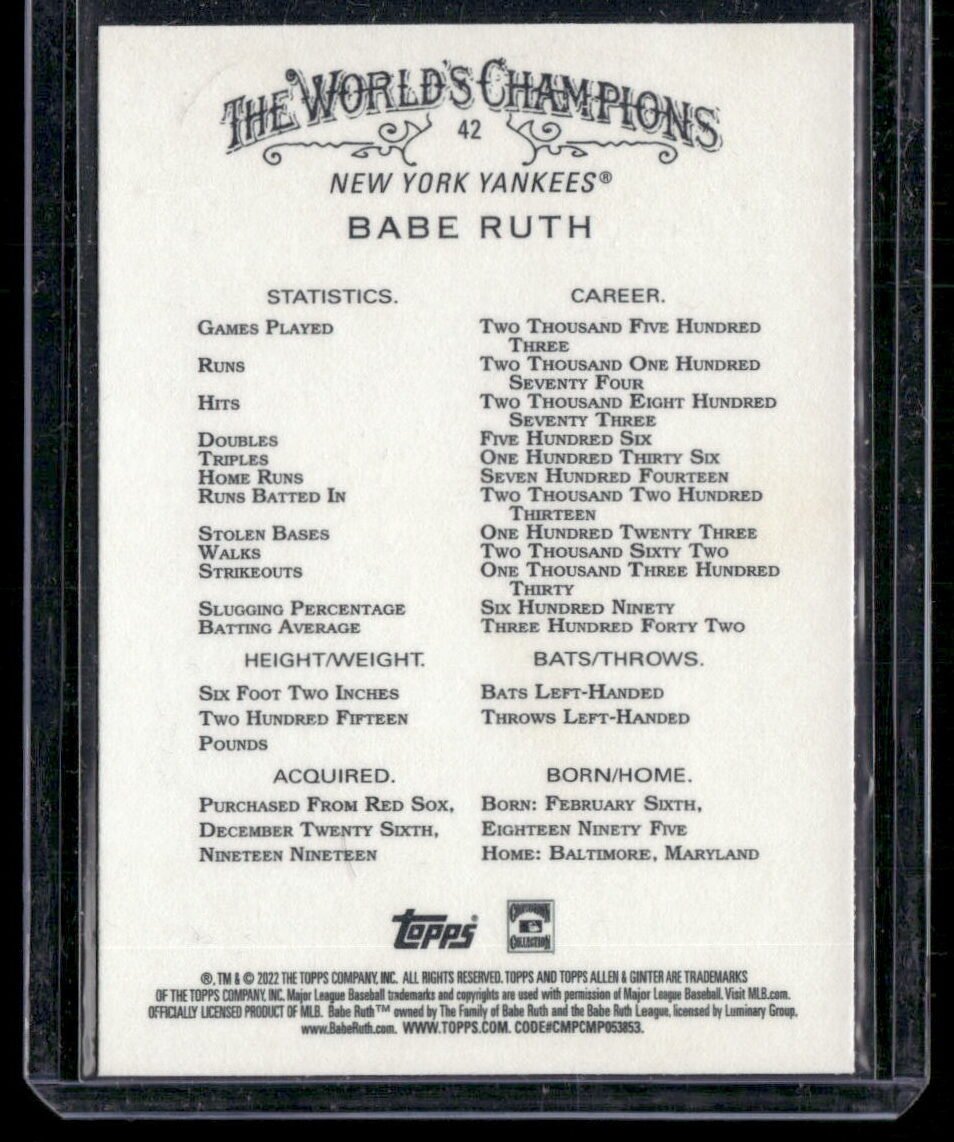 THE WORLD'S CHAMPIONS
42
NEW YORK YANKEES®
BABE RUTH
STATISTICS. CAREER.
GAMES PLAYED TWO THOUSAND FIVE HUNDRED
THREE
RUNS TWO THOUSAND ONE HUNDRED
SEVENTY FOUR
HITS TWO THOUSAND EIGHT HUNDRED
SEVENTY THREE
DOUBLES FIVE HUNDRED SIX
TRIPLES ONE HUNDRED THIRTY SIX
HOME RUNS SEVEN HUNDRED FOURTEEN
RUNS BATTED IN TWO THOUSAND TWO HUNDRED
THIRTEEN
STOLEN BASES ONE HUNDRED TWENTY THREE
WALKS TWO THOUSAND SIXTY TWO
STRIKEOUTS ONE THOUSAND THREE HUNDRED
THIRTY
SLUGGING PERCENTAGE SIX HUNDRED NINETY
BATTING AVERAGE THREE HUNDRED FORTY TWO
HEIGHT/WEIGHT. BATS/THROWS.
SIX FOOT TWO INCHES BATS LEFT-HANDED
TWO HUNDRED FIFTEEN THROWS LEFT-HANDED
POUNDS
ACQUIRED. BORN/HOME.
PURCHASED FROM RED SOX, BORN: FEBRUARY SIXTH,
DECEMBER TWENTY SIXTH, EIGHTEEN NINETY FIVE
NINETEEN NINETEEN HOME: BALTIMORE, MARYLAND
TOPPS COOPERSTOWN COLLECTION
®, TM & © 2022 THE TOPPS COMPANY, INC. ALL RIGHTS RESERVED. TOPPS AND TOPPS ALLEN & GINTER ARE TRADEMARKS
OF THE TOPPS COMPANY, INC. Major League Baseball trademarks and copyrights are used with permission of Major League Baseball. Visit MLB.com.
OFFICIALLY LICENSED PRODUCT OF MLB. Babe Ruth™ owned by The Family of Babe Ruth and the Babe Ruth League, licensed by Luminary Group.
www.BabeRuth.com. WWW.TOPPS.COM. CODE#CMPCMP053853.